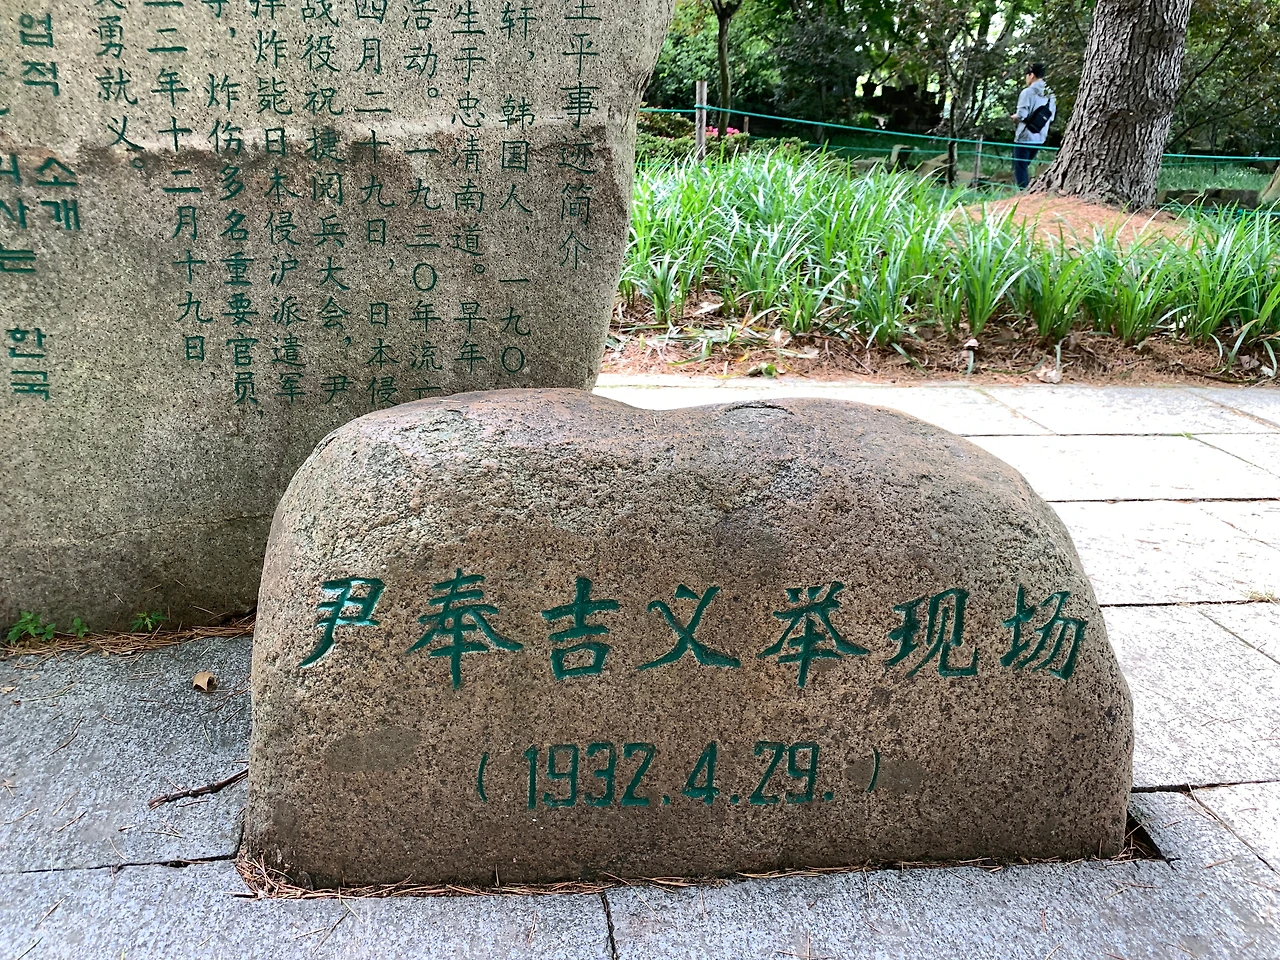 生平事迹简介
轩，韩国人，一九〇
生于忠清南道。早年
活动。一九三〇年流
四月二十九日，日本侵
战役祝捷阅兵大会，尹
弹炸毙日本侵沪派遣军
，炸伤多名重要官员，
二年十二月十九日
勇就义。
업적 소개
사는 한국
尹奉吉义举现场
(1932.4.29.)